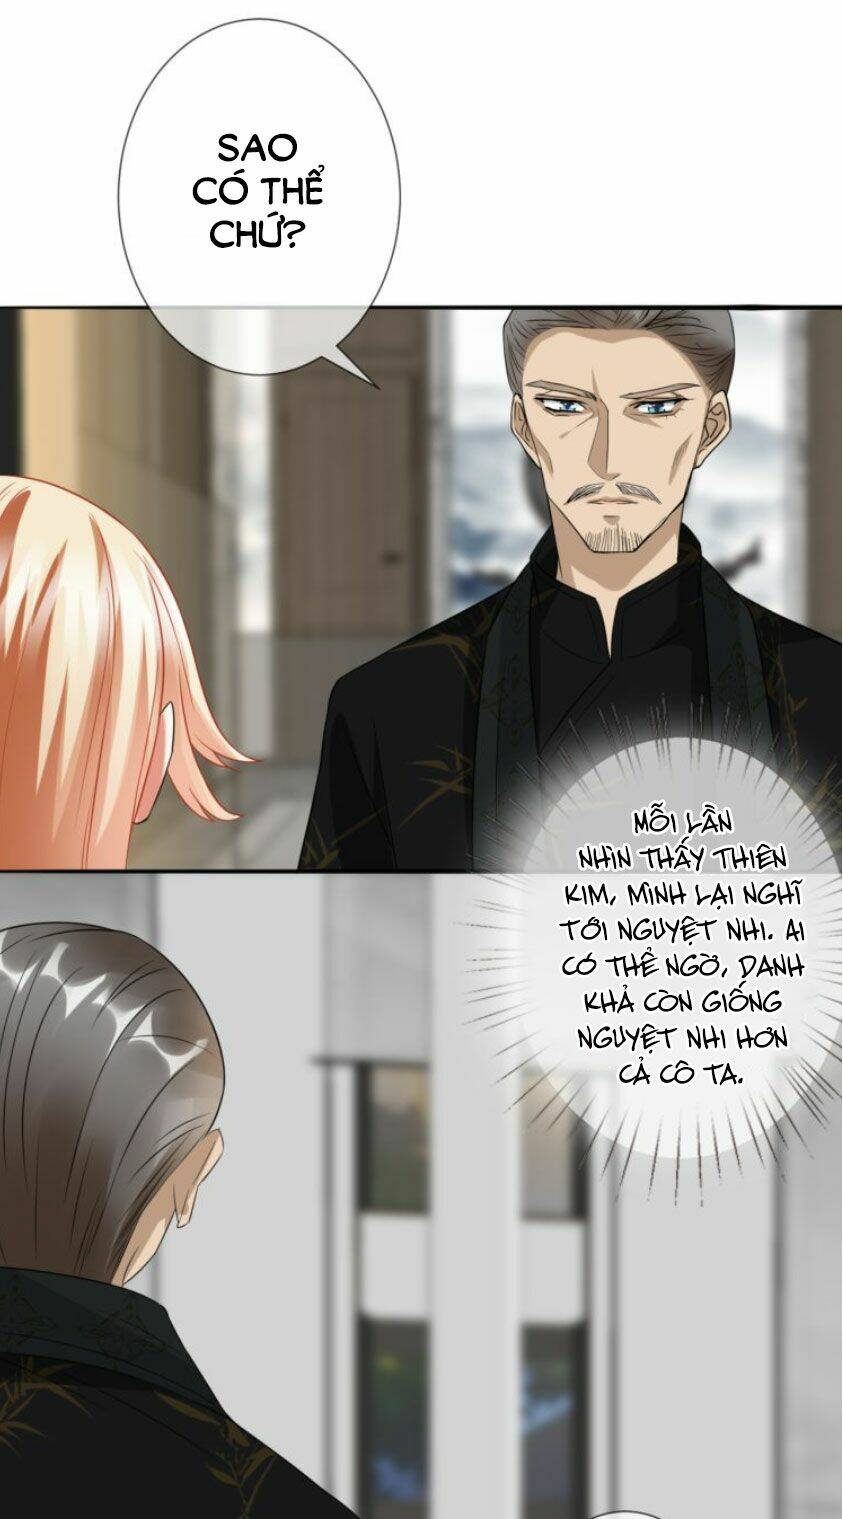 SAO
CÓ THỂ
CHỨ?
MỖI LẦN
NHÌN THẤY THIÊN
KIM, MÌNH LẠI NGHĨ
TỚI NGUYỆT NHI. AI
CÓ THỂ NGỜ, DANH
KHẢ CÒN GIỐNG
NGUYỆT NHI HƠN
CẢ CÔ TA.